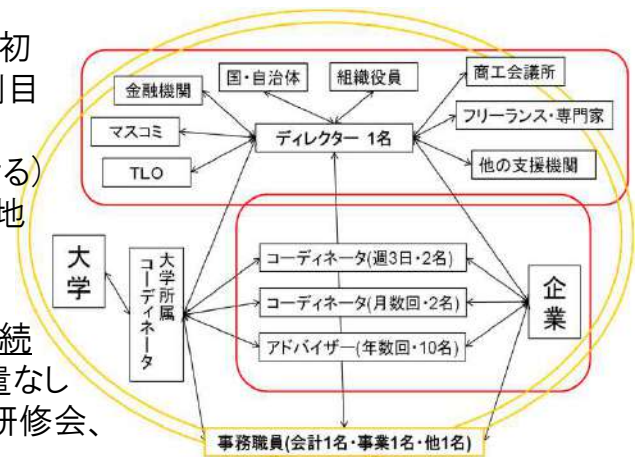 初
国・自治体
組織役員
商工会議所
金融機関
目
フリーランス・専門家
マスコミ
ディレクター 1名
TLO
他の支援機関
る)
地
大学
大学所属コーディネータ
コーディネータ(週3日・2名)
コーディネータ(月数回・2名)
アドバイザー(年数回・10名)
企業
続
なし
研修会、
事務職員(会計1名・事業1名・他1名)